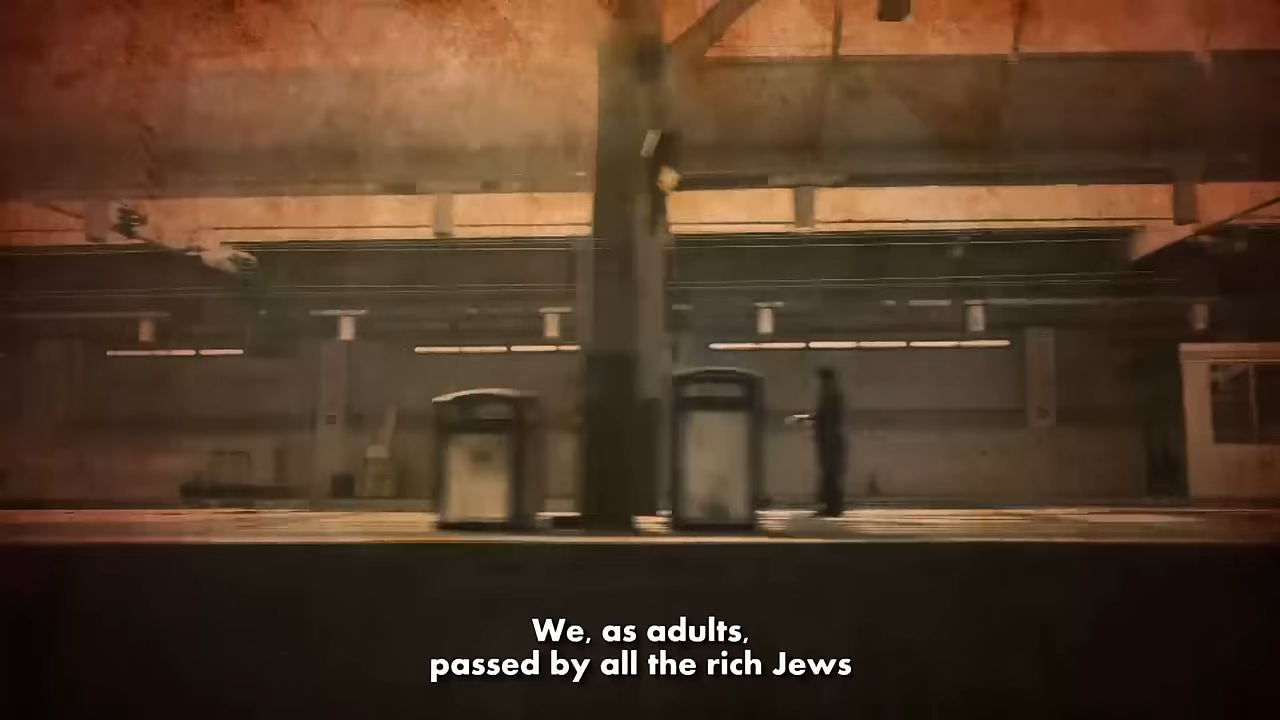 We, as adults,
passed by all the rich Jews